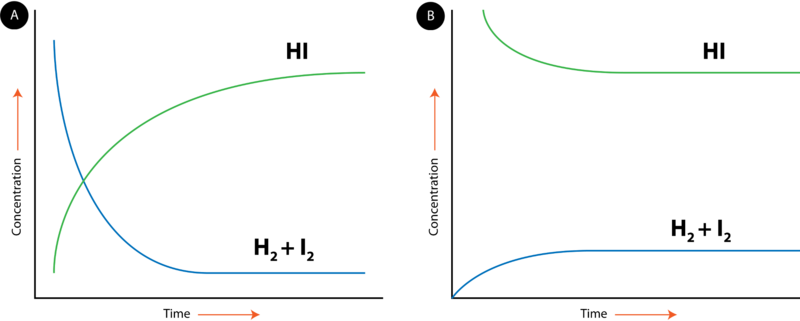 A
HI
H₂ + I₂
Concentration
Time
B
HI
H₂ + I₂
Concentration
Time